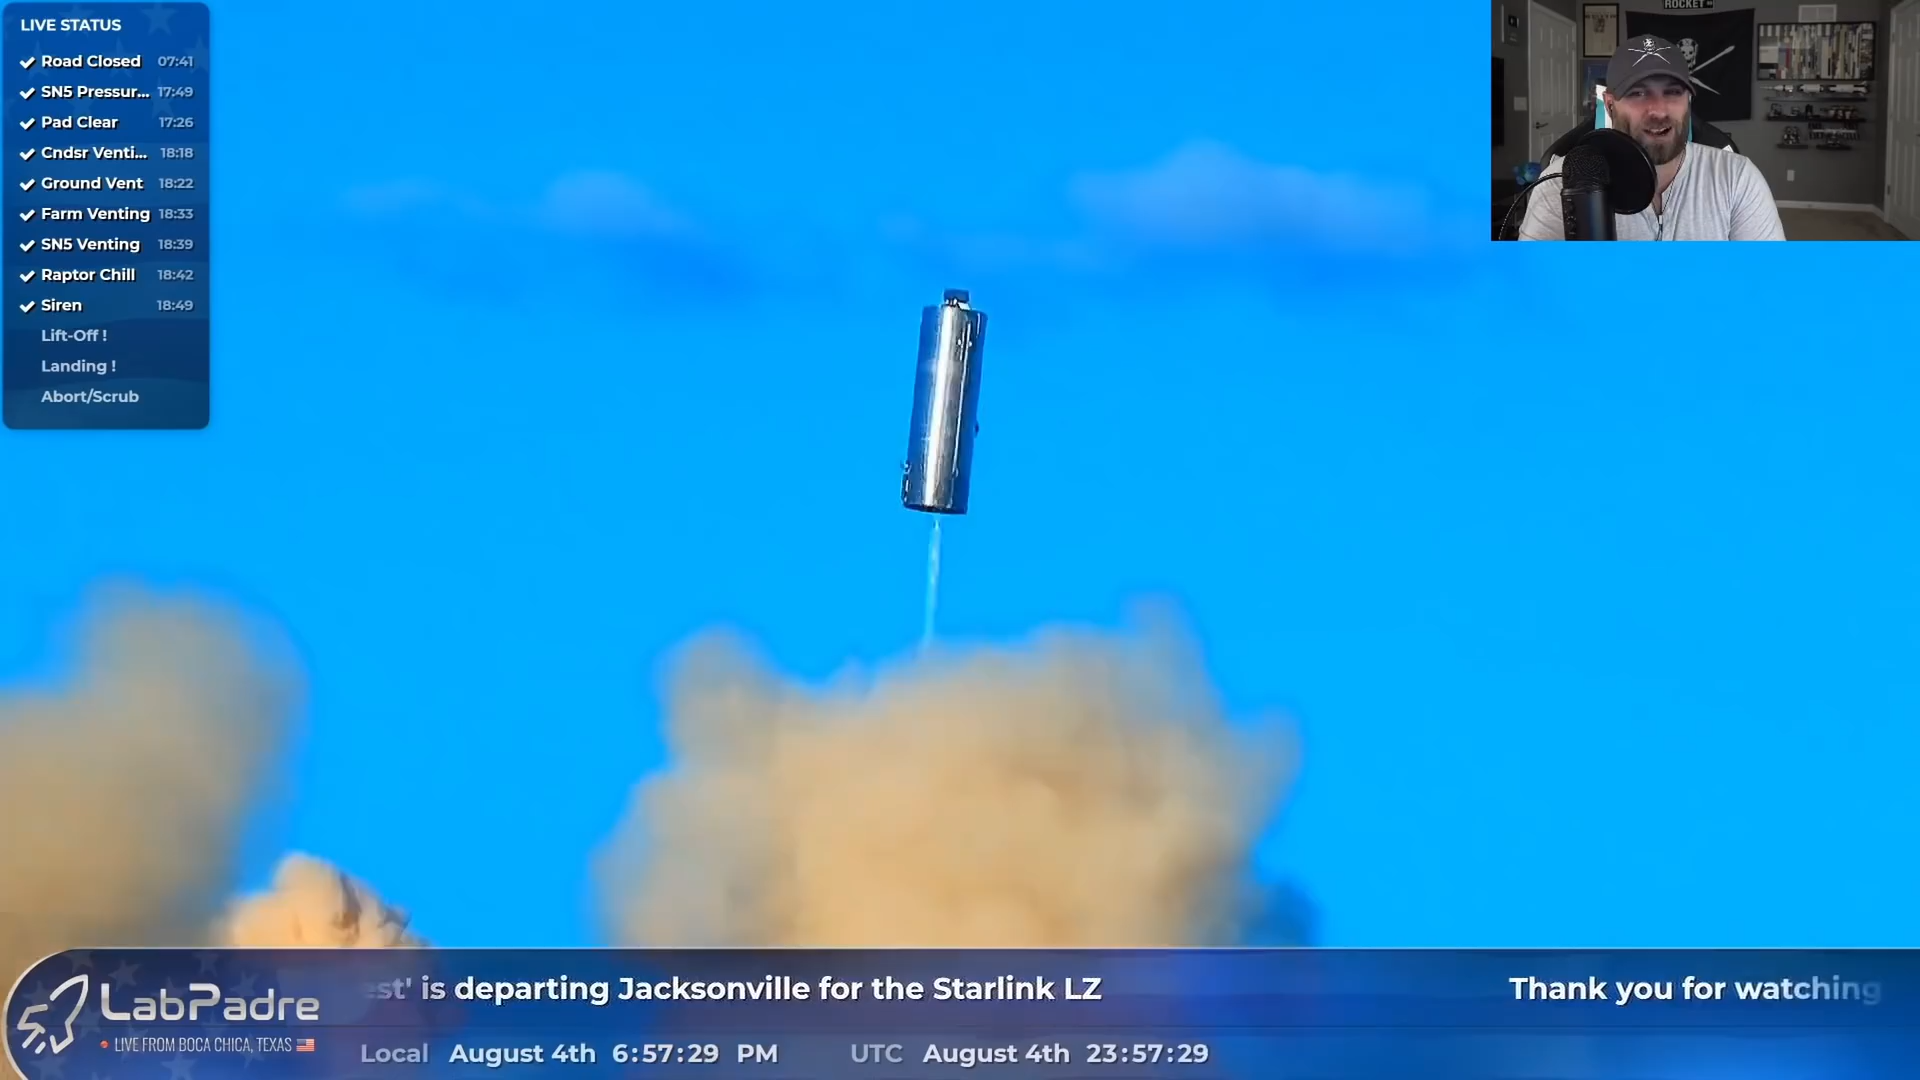 LIVE STATUS
Road Closed 07:41
SN5 Pressur... 17:49
Pad Clear 17:26
Cndsr Venti... 18:18
Ground Vent 18:22
Farm Venting 18:33
SN5 Venting 18:39
Raptor Chill 18:42
Siren 18:49
Lift-Off !
Landing !
Abort/Scrub
ROCKET
est' is departing Jacksonville for the Starlink LZ
Thank you for watching
LabPadre
LIVE FROM BOCA CHICA, TEXAS
Local August 4th 6:57:29 PM UTC August 4th 23:57:29